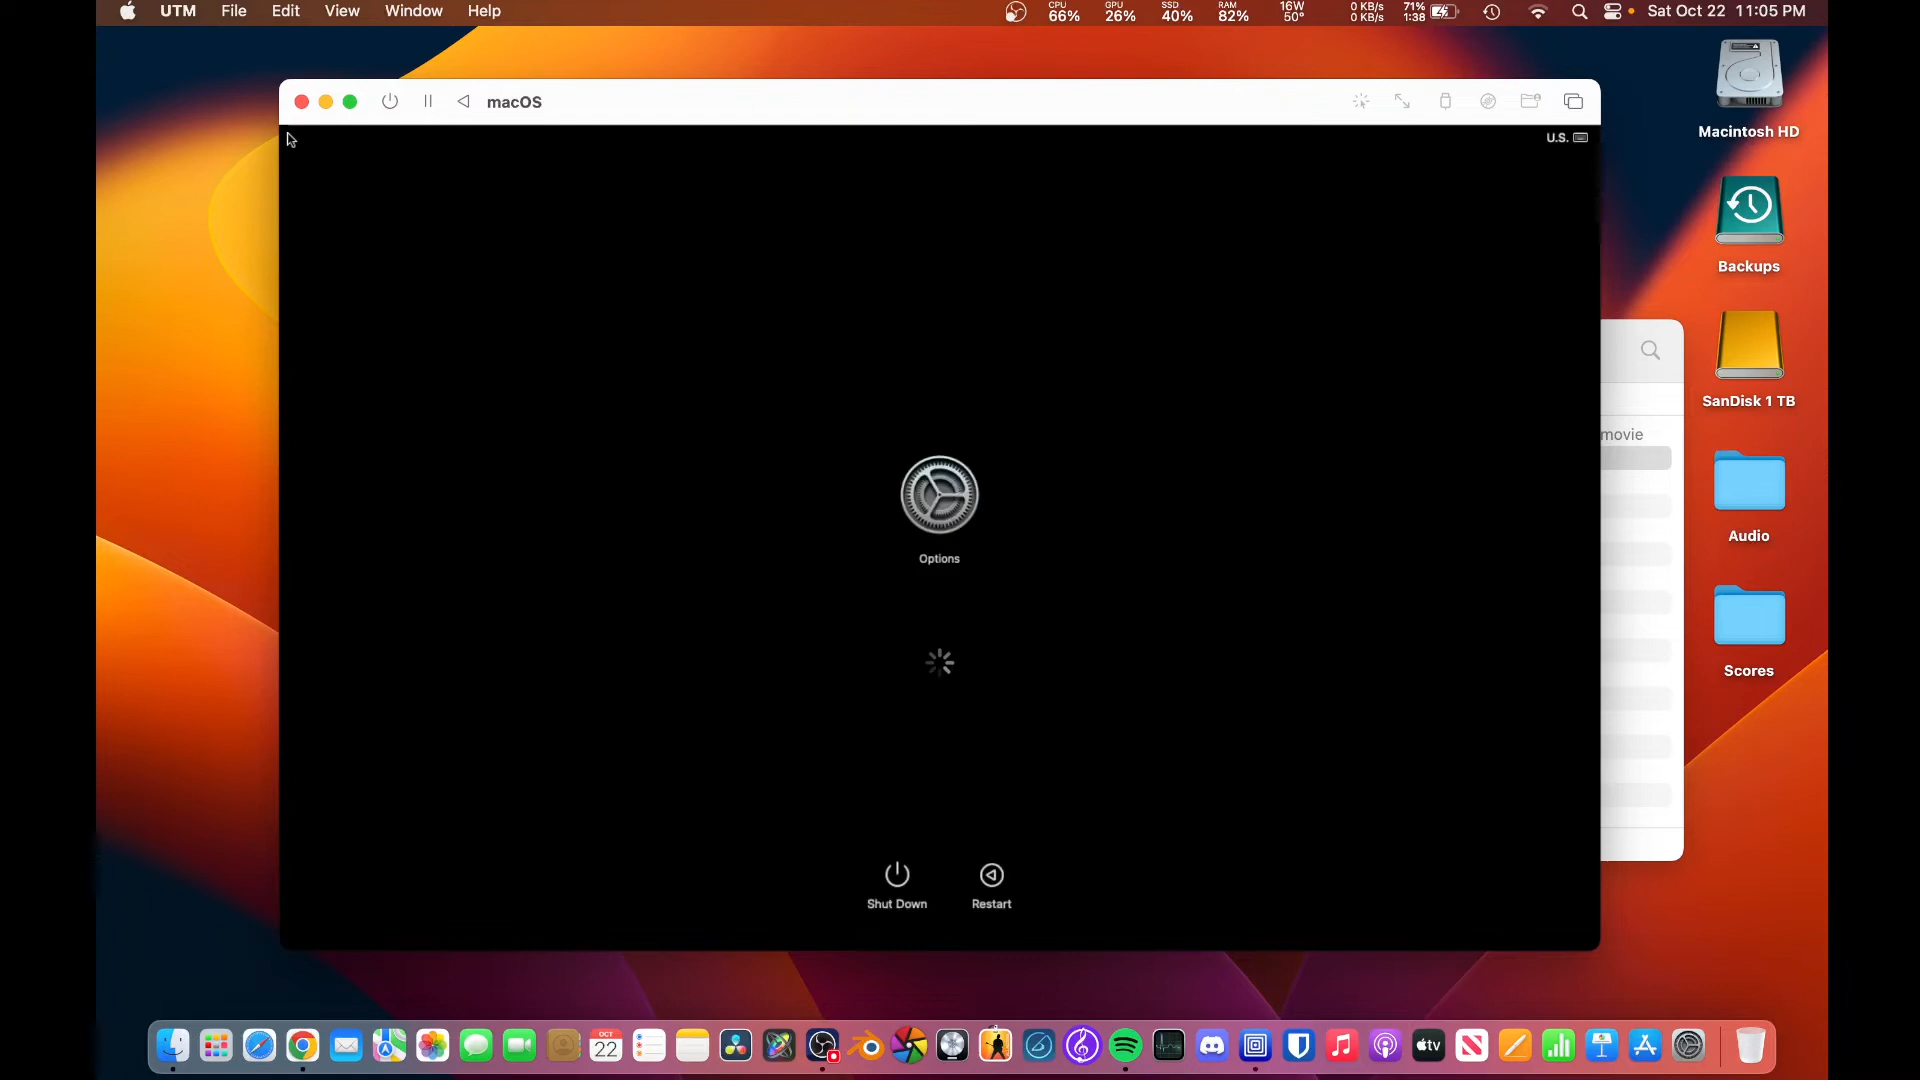 UTM File Edit View Window Help
CPU 66% GPU 26% SSD 40% RAM 82% 16W 50° 0 KB/s 0 KB/s 71% 1:38 Sat Oct 22 11:05 PM
macOS
U.S.
Macintosh HD
Backups
SanDisk 1 TB
movie
Audio
Options
Scores
Shut Down Restart
OCT
22
tv